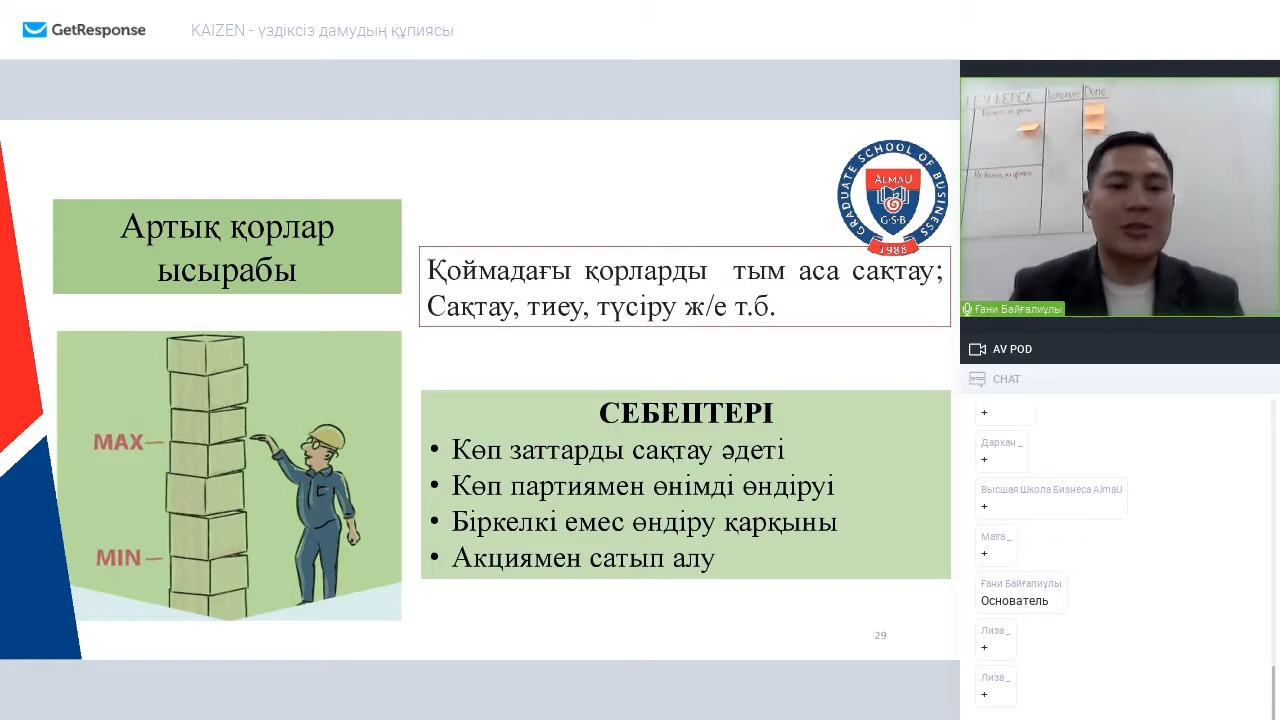 GetResponse
KAIZEN - үздіксіз дамудың құпиясы
Артық қорлар
ысырабы
GRADUATE SCHOOL OF BUSINESS
ALMAU
G·S·B
1988
Қоймадағы қорларды тым аса сақтау;
Сақтау, тиеу, түсіру ж/е т.б.
MAX
MIN
СЕБЕПТЕРІ
• Көп заттарды сақтау әдеті
• Көп партиямен өнімді өндіруі
• Біркелкі емес өндіру қарқыны
• Акциямен сатып алу
29
Done
Ғани Байғалиұлы
AV POD
CHAT
+
Дархан _
+
Высшая Школа Бизнеса AlmaU
+
Maira _
+
Ғани Байғалиұлы
Основатель
Лиза _
+
Лиза _
+